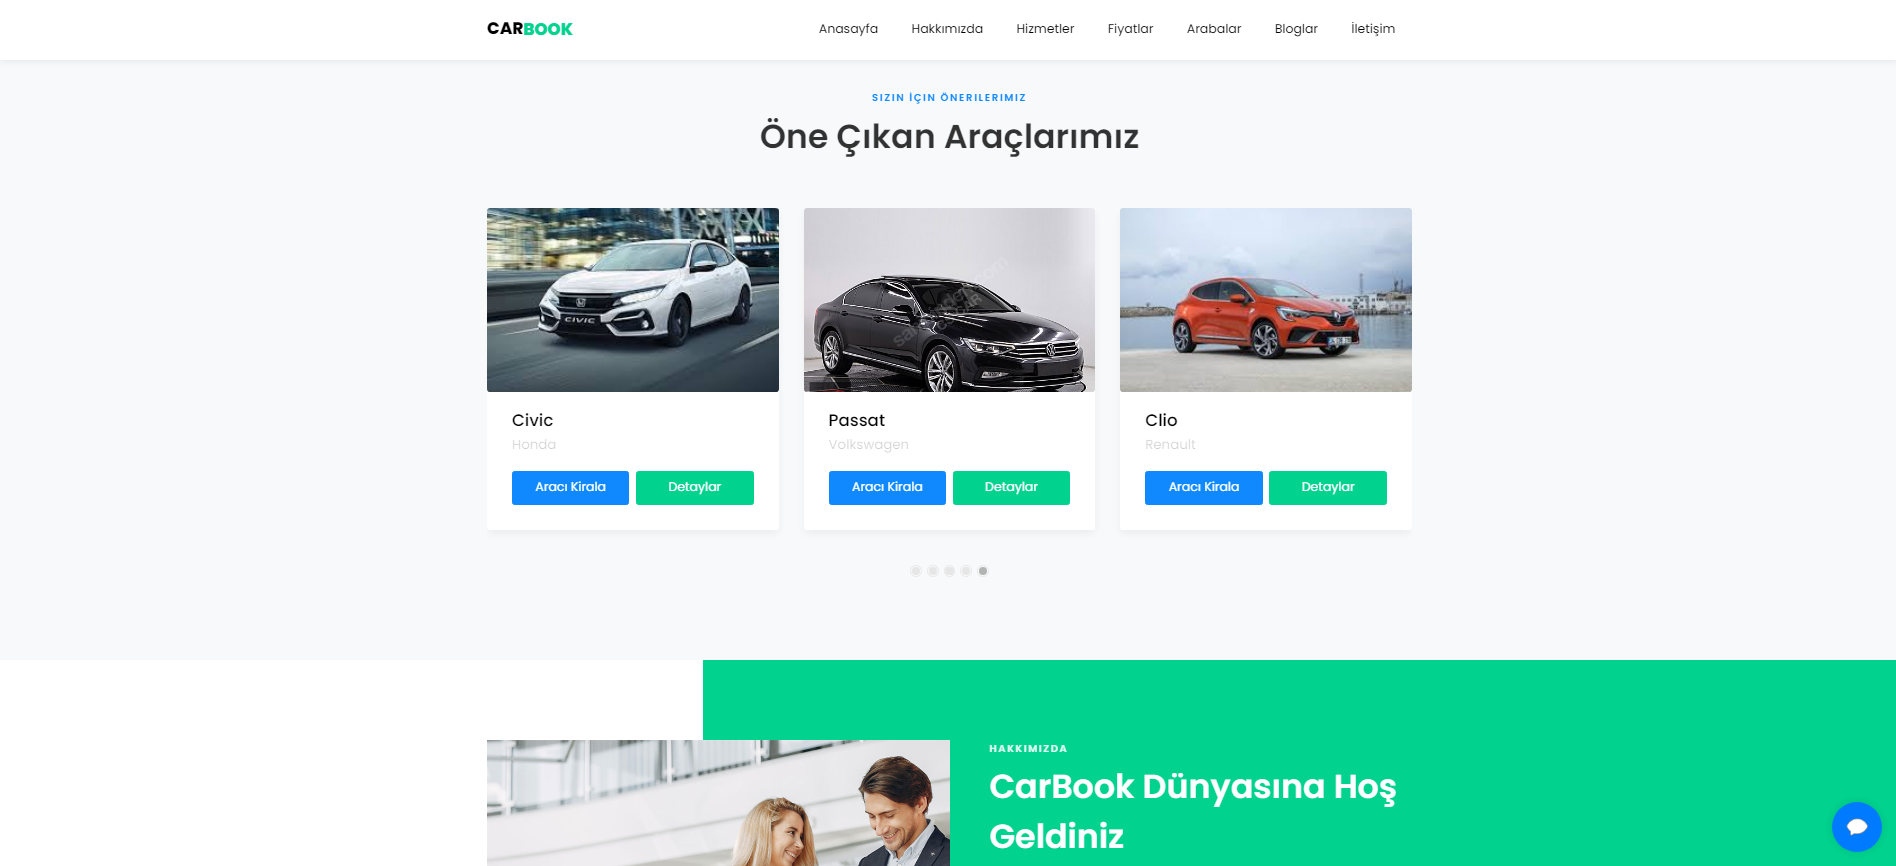 CARBOOK
Anasayfa Hakkımızda Hizmetler Fiyatlar Arabalar Bloglar İletişim
SIZIN İÇIN ÖNERILERIMIZ
Öne Çıkan Araçlarımız
CIVIC
Civic
Honda
Aracı Kirala Detaylar
Passat
Volkswagen
Aracı Kirala Detaylar
Clio
Renault
Aracı Kirala Detaylar
HAKKIMIZDA
CarBook Dünyasına Hoş
Geldiniz